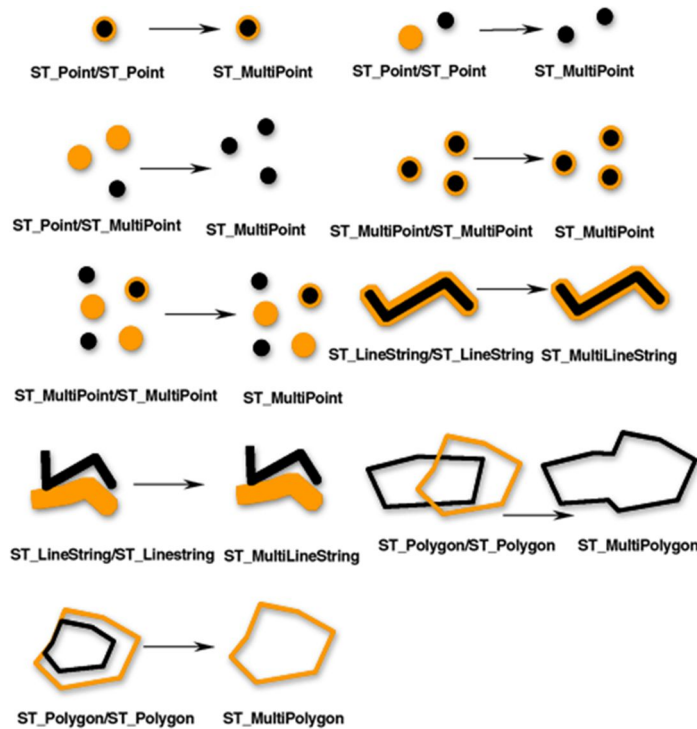 ST_Point/ST_Point
ST_MultiPoint
ST_Point/ST_Point
ST_MultiPoint
ST_Point/ST_MultiPoint
ST_MultiPoint
ST_MultiPoint/ST_MultiPoint
ST_MultiPoint
ST_MultiPoint/ST_MultiPoint
ST_MultiPoint
ST_LineString/ST_LineString
ST_MultiLineString
ST_LineString/ST_Linestring
ST_MultiLineString
ST_Polygon/ST_Polygon
ST_MultiPolygon
ST_Polygon/ST_Polygon
ST_MultiPolygon